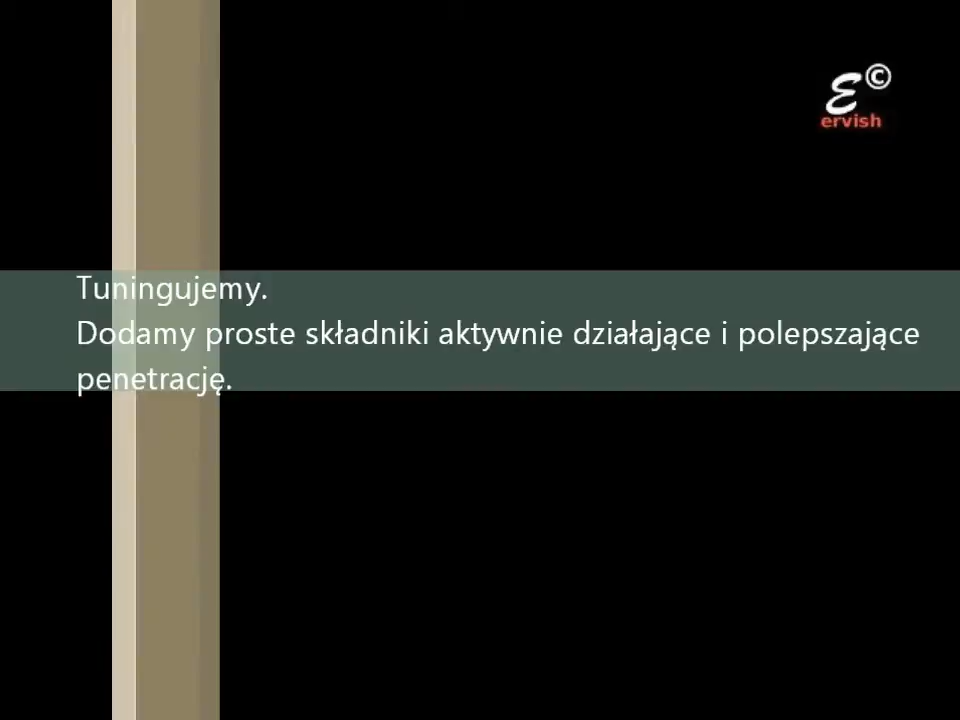 ε©
ervish
Tuningujemy.
Dodamy proste składniki aktywnie działające i polepszające
penetrację.